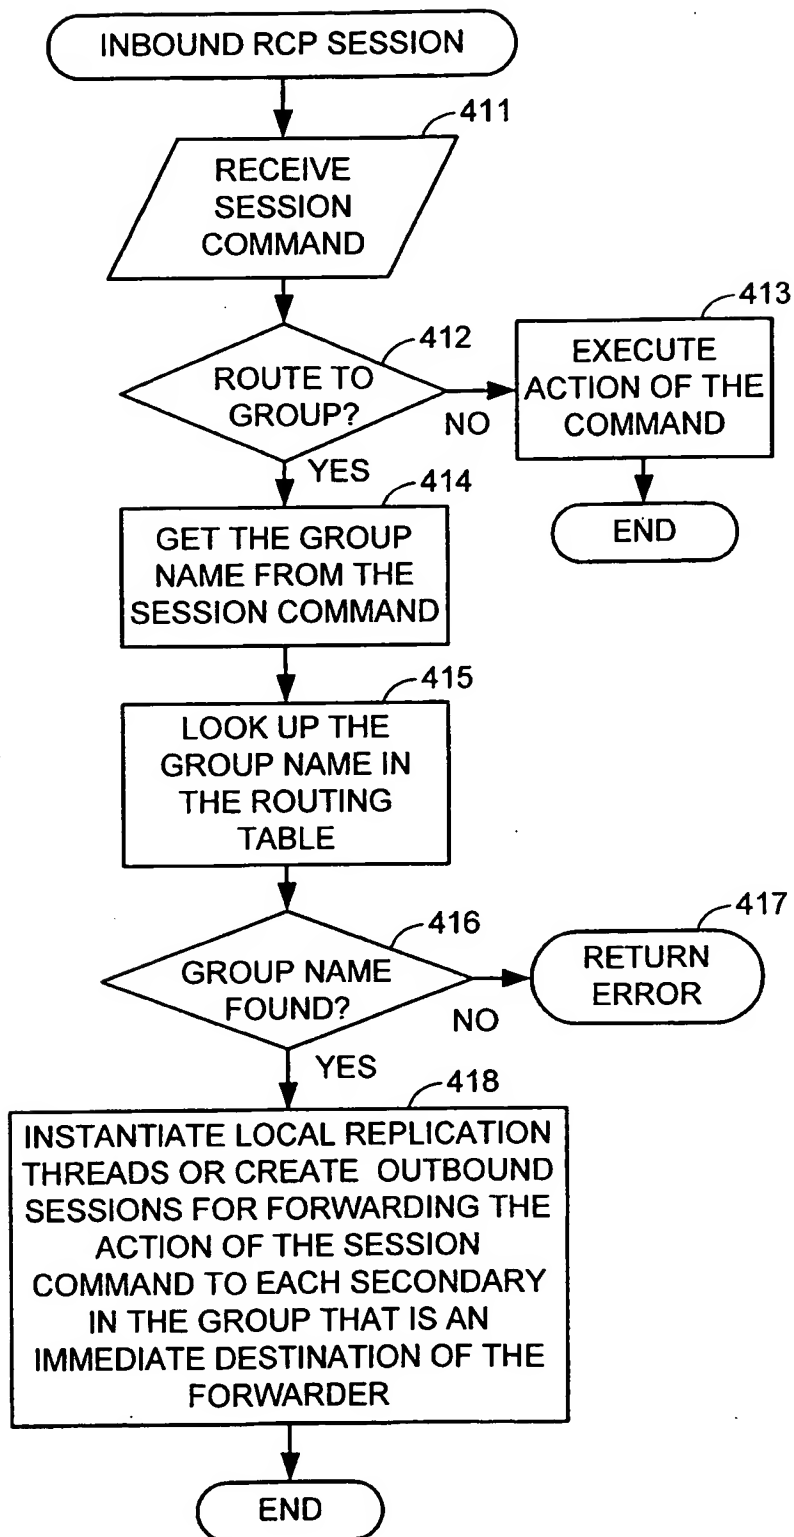 INBOUND RCP SESSION
411
RECEIVE
SESSION
COMMAND
412
ROUTE TO
GROUP?
NO
YES
413
EXECUTE
ACTION OF THE
COMMAND
END
414
GET THE GROUP
NAME FROM THE
SESSION COMMAND
415
LOOK UP THE
GROUP NAME IN
THE ROUTING
TABLE
416
GROUP NAME
FOUND?
NO
YES
417
RETURN
ERROR
418
INSTANTIATE LOCAL REPLICATION
THREADS OR CREATE OUTBOUND
SESSIONS FOR FORWARDING THE
ACTION OF THE SESSION
COMMAND TO EACH SECONDARY
IN THE GROUP THAT IS AN
IMMEDIATE DESTINATION OF THE
FORWARDER
END